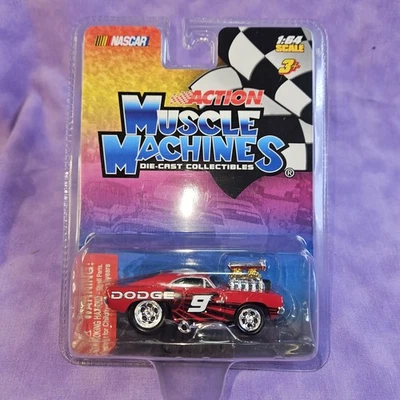 NASCAR
1:64
SCALE
3+
ACTION
MUSCLE
MACHINES
DIE-CAST COLLECTIBLES
®
WARNING:
DODGE
9